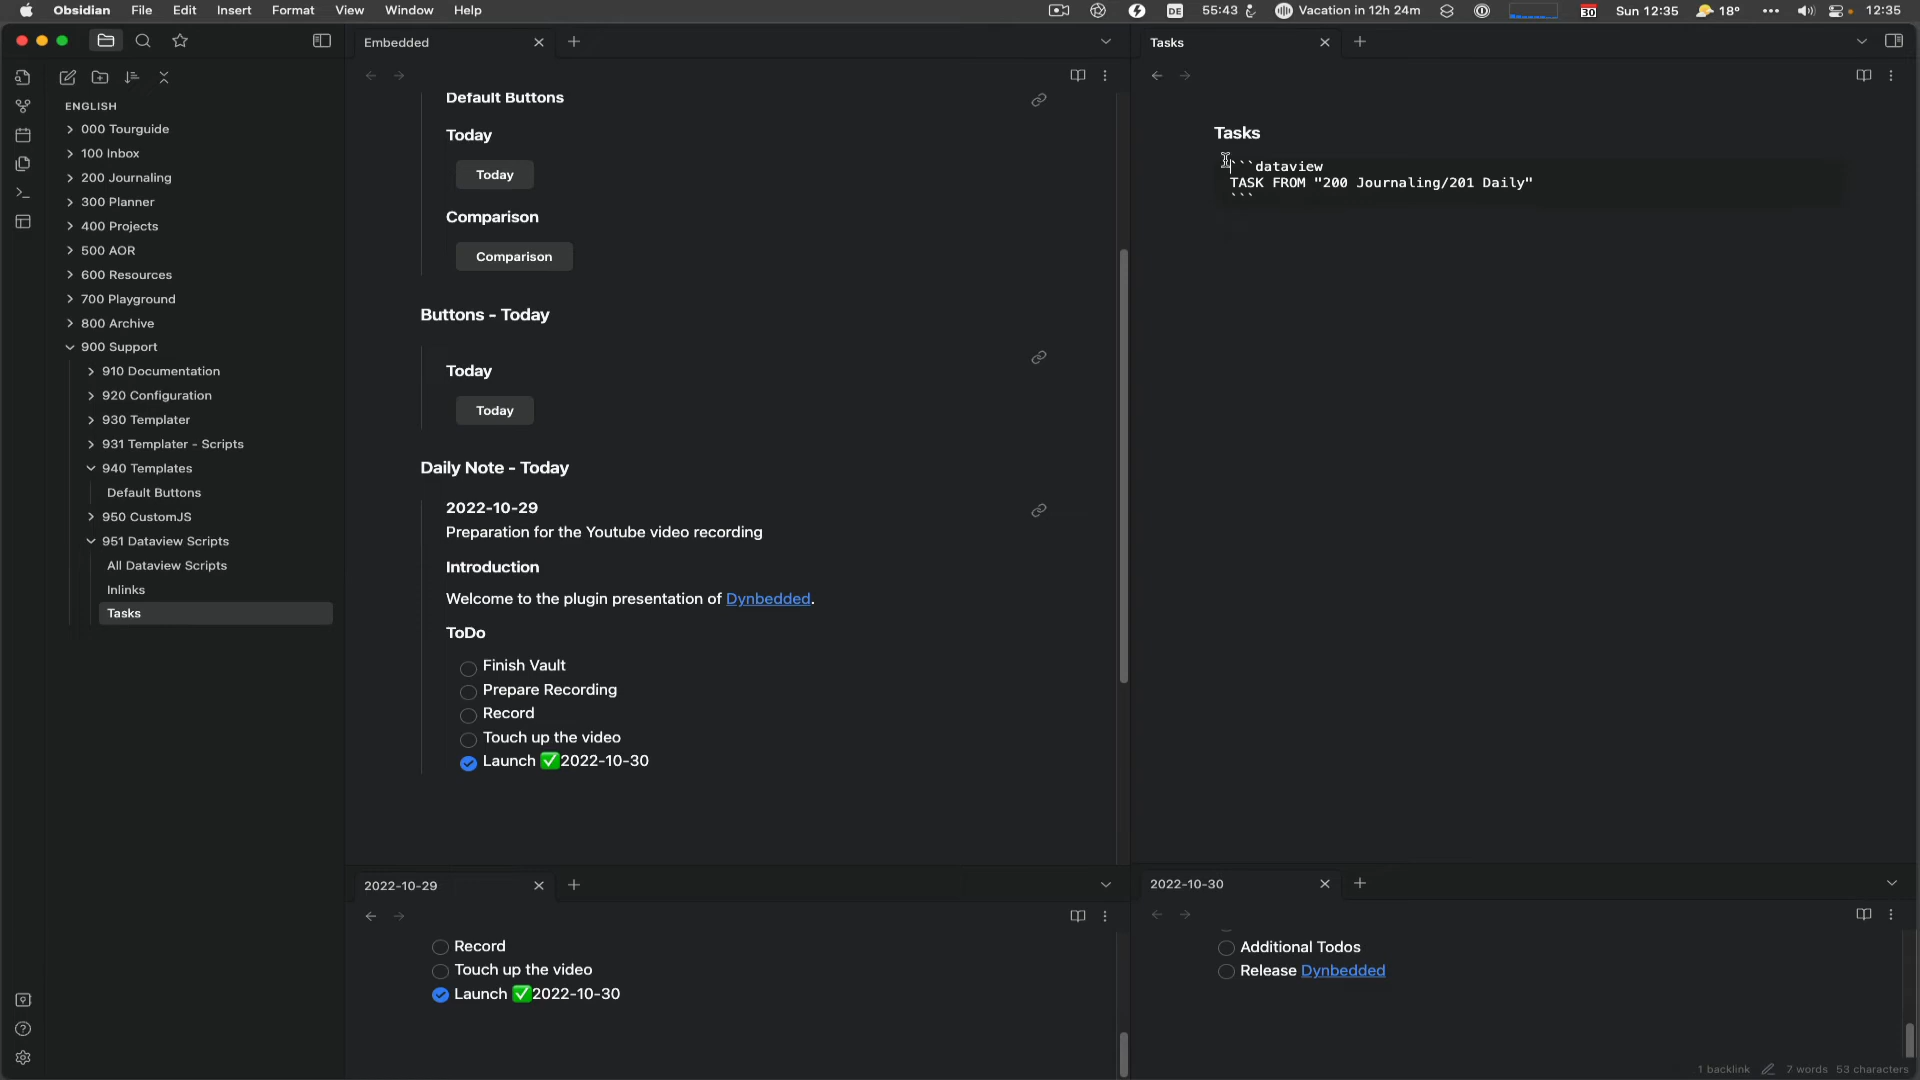 Obsidian File Edit Insert Format View Window Help
DE 55:43 Vacation in 12h 24m 30 Sun 12:35 18° 12:35
ENGLISH
000 Tourguide
100 Inbox
200 Journaling
300 Planner
400 Projects
500 AOR
600 Resources
700 Playground
800 Archive
900 Support
910 Documentation
920 Configuration
930 Templater
931 Templater - Scripts
940 Templates
Default Buttons
950 CustomJS
951 Dataview Scripts
All Dataview Scripts
Inlinks
Tasks
Embedded
Default Buttons
Today
Today
Comparison
Comparison
Buttons - Today
Today
Today
Daily Note - Today
2022-10-29
Preparation for the Youtube video recording
Introduction
Welcome to the plugin presentation of Dynbedded.
ToDo
Finish Vault
Prepare Recording
Record
Touch up the video
Launch ✅2022-10-30
Tasks
Tasks
```dataview
TASK FROM "200 Journaling/201 Daily"
```
2022-10-29
Record
Touch up the video
Launch ✅2022-10-30
2022-10-30
Additional Todos
Release Dynbedded
1 backlink 7 words 53 characters